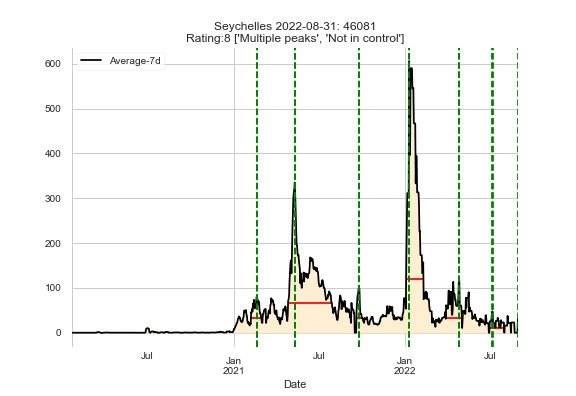 Seychelles 2022-08-31: 46081
Rating:8 ['Multiple peaks', 'Not in control']
Average-7d
600
500
400
300
200
100
0
Jul
Jan
2021
Jul
Jan
2022
Jul
Date